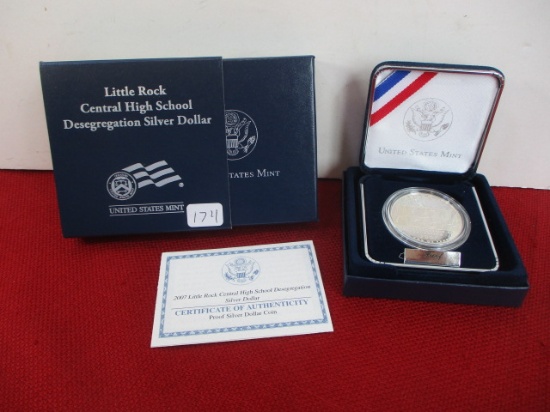 Little Rock
Central High School
Desegregation Silver Dollar
UNITED STATES MINT
174
MINT
UNITED STATES MINT
2007 Little Rock Central High School Desegregation
Silver Dollar
CERTIFICATE OF AUTHENTICITY
Proof Silver Dollar Coin